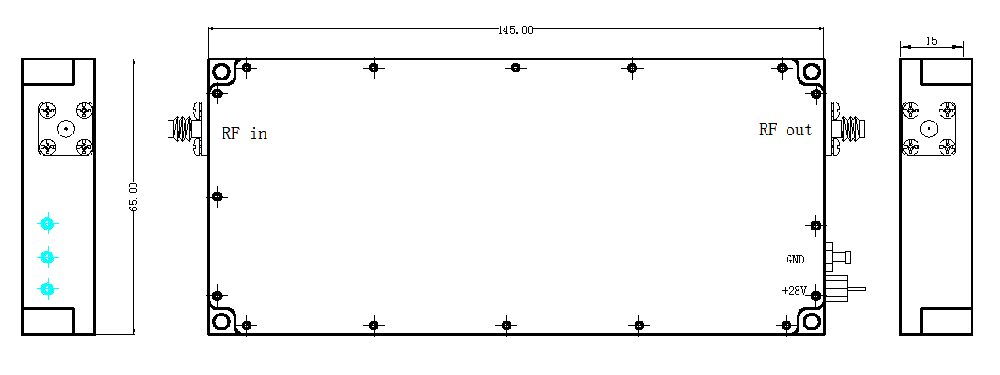 145.00
15
RF in
RF out
65.00
GND
+28V